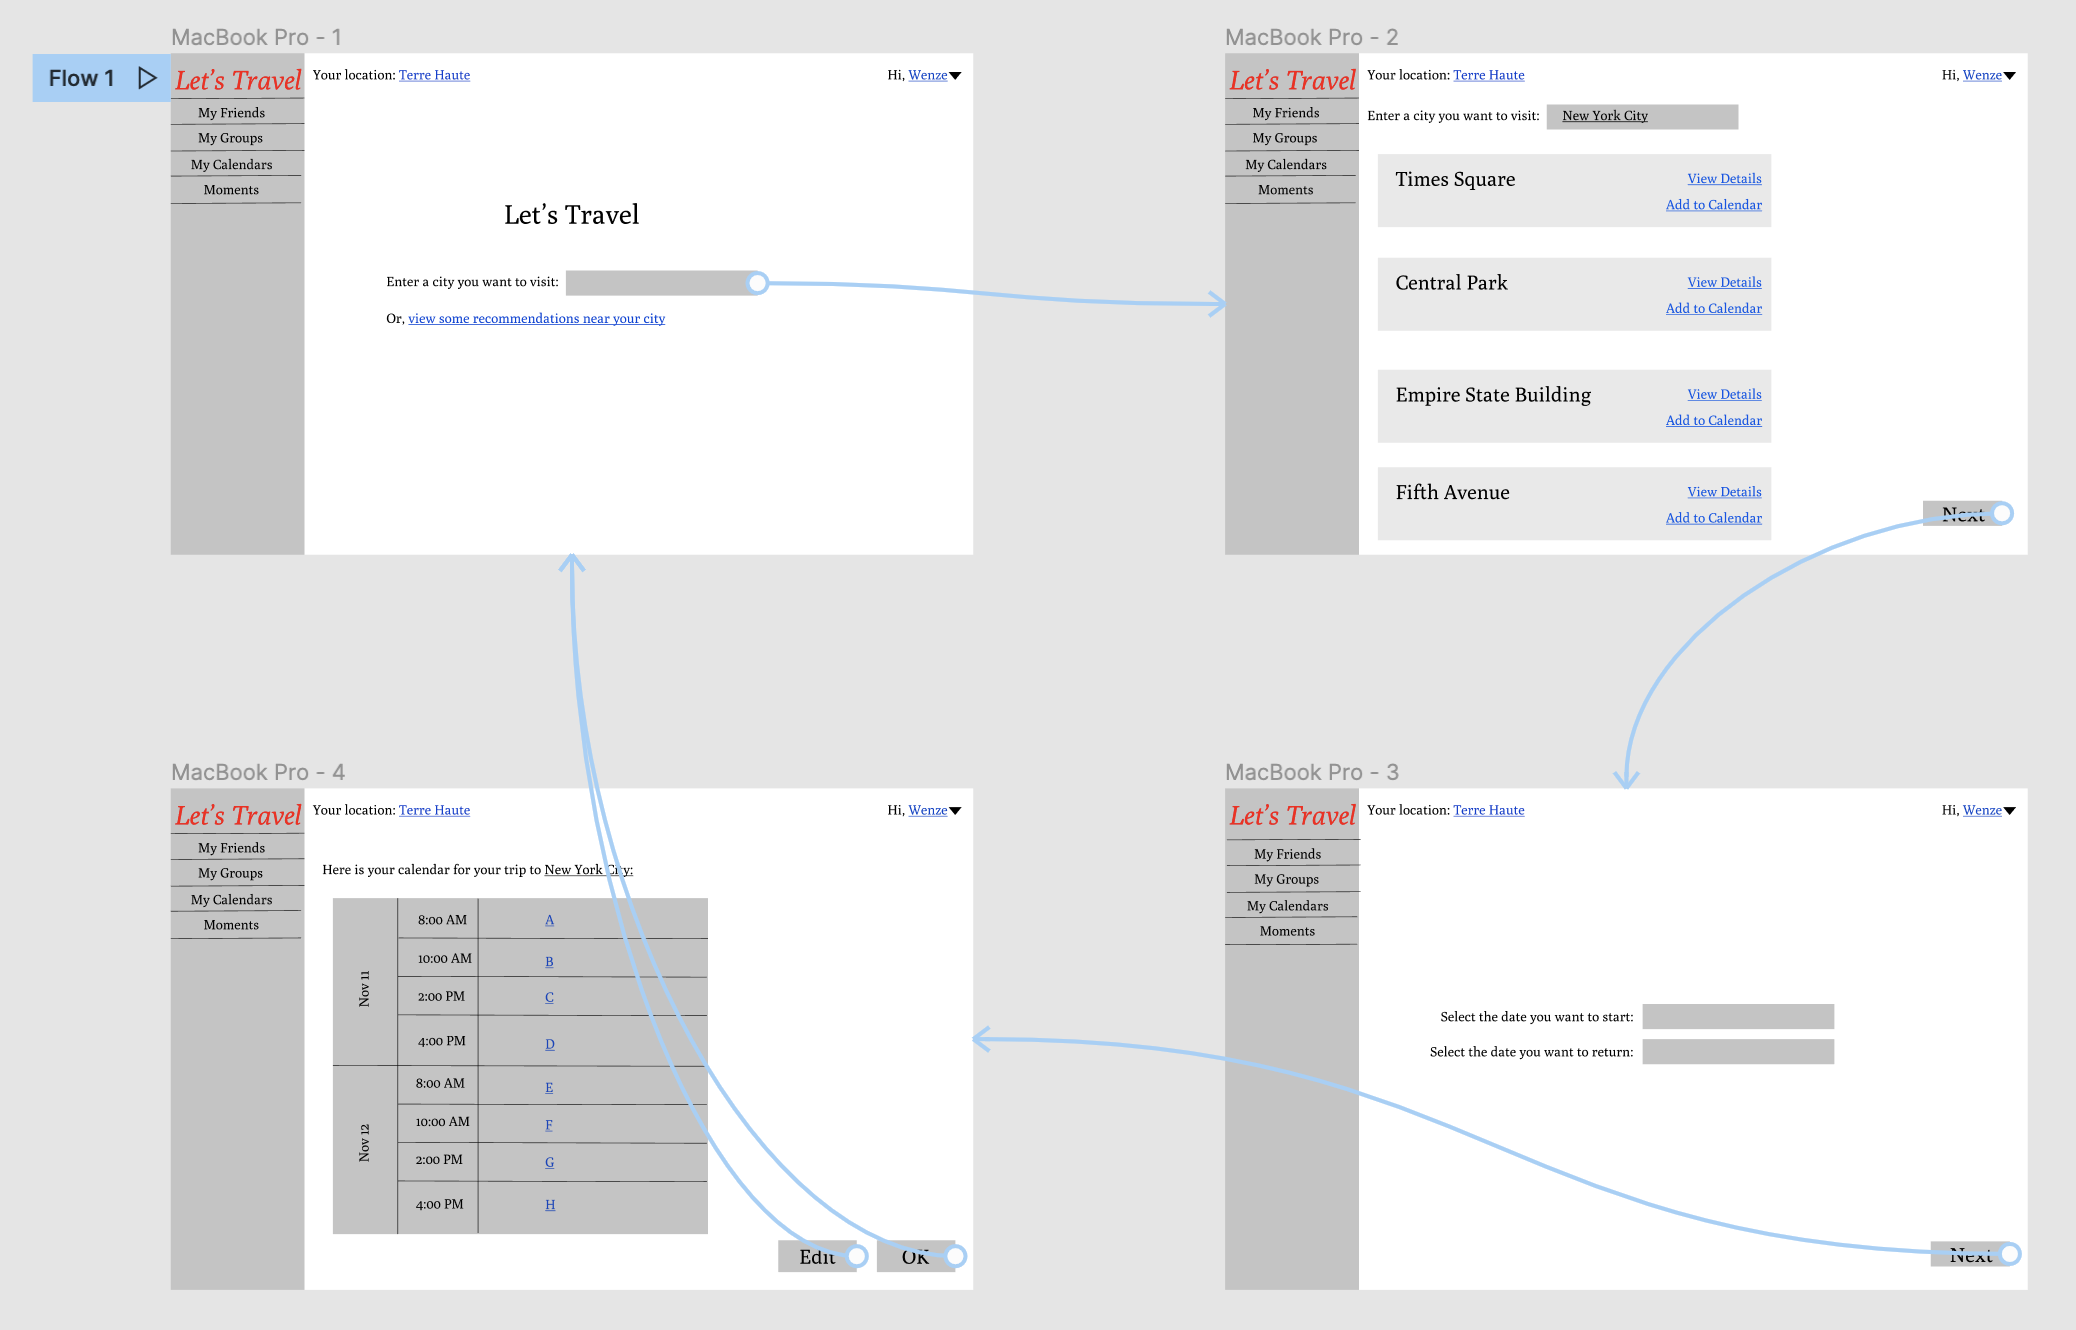 MacBook Pro - 1
Flow 1
Let's Travel
My Friends
My Groups
My Calendars
Moments
Your location: Terre Haute
Hi, Wenze
Let's Travel
Enter a city you want to visit:
Or, view some recommendations near your city
MacBook Pro - 2
Let's Travel
My Friends
My Groups
My Calendars
Moments
Your location: Terre Haute
Hi, Wenze
Enter a city you want to visit: New York City
Times Square
View Details
Add to Calendar
Central Park
View Details
Add to Calendar
Empire State Building
View Details
Add to Calendar
Fifth Avenue
View Details
Add to Calendar
Next
MacBook Pro - 4
Let's Travel
My Friends
My Groups
My Calendars
Moments
Your location: Terre Haute
Hi, Wenze
Here is your calendar for your trip to New York City:
Nov 11
8:00 AM A
10:00 AM B
2:00 PM C
4:00 PM D
Nov 12
8:00 AM E
10:00 AM F
2:00 PM G
4:00 PM H
Edit
OK
MacBook Pro - 3
Let's Travel
My Friends
My Groups
My Calendars
Moments
Your location: Terre Haute
Hi, Wenze
Select the date you want to start:
Select the date you want to return:
Next